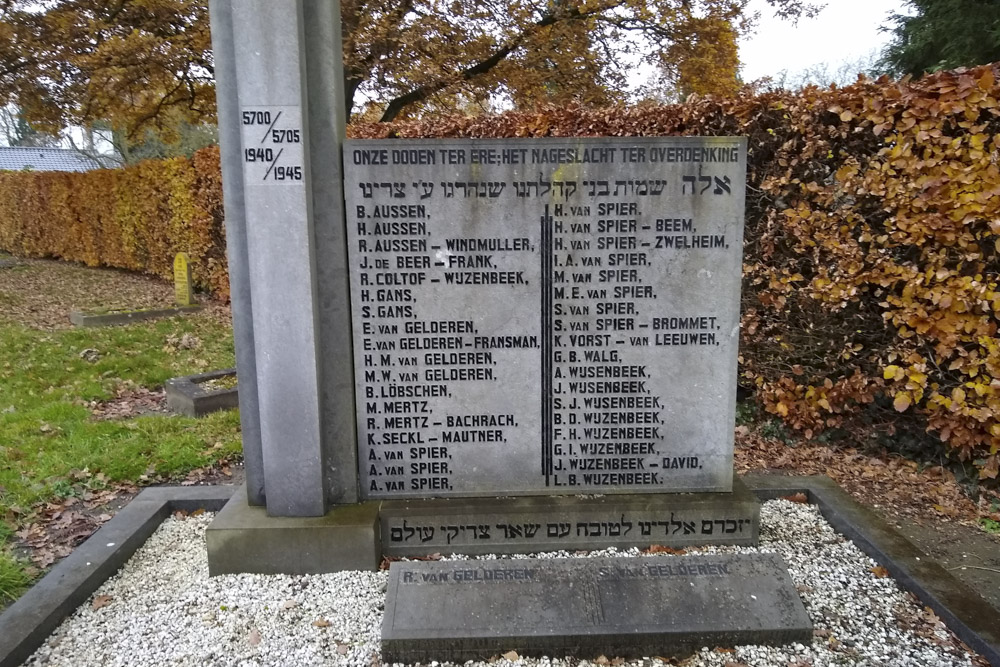 5700/5705
1940/1945
ONZE DODEN TER ERE; HET NAGESLACHT TER OVERDENKING
אלה שמות בני קהלתנו שנהרגו ע״י צרינו
B. AUSSEN,
H. AUSSEN,
R. AUSSEN – WINDMULLER,
J. DE BEER – FRANK,
R. COLTOF – WIJZENBEEK,
H. GANS,
S. GANS,
E. VAN GELDEREN,
E. VAN GELDEREN – FRANSMAN,
H. M. VAN GELDEREN,
M. W. VAN GELDEREN,
B. LÖBSCHEN,
M. MERTZ,
R. MERTZ – BACHRACH,
K. SECKL – MAUTNER,
A. VAN SPIER,
A. VAN SPIER,
A. VAN SPIER,
H. VAN SPIER,
H. VAN SPIER – BEEM,
H. VAN SPIER – ZWELHEIM,
I. A. VAN SPIER,
M. VAN SPIER,
M. E. VAN SPIER,
S. VAN SPIER,
S. VAN SPIER – BROMMET,
K. VORST – VAN LEEUWEN,
G. B. WALG,
A. WIJSENBEEK,
J. WIJSENBEEK,
S. J. WIJSENBEEK,
B. D. WIJZENBEEK,
F. H. WIJZENBEEK,
G. I. WIJZENBEEK,
J. WIJZENBEEK – DAVID,
L. B. WIJZENBEEK.
יזכרם אלדינו לטובה עם שאר צדיקי עולם
R. VAN GELDEREN
S. VAN GELDEREN